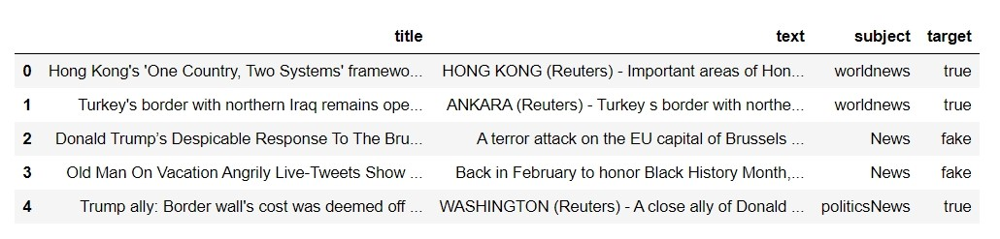 title text subject target
0 Hong Kong's 'One Country, Two Systems' framewo... HONG KONG (Reuters) - Important areas of Hon... worldnews true
1 Turkey's border with northern Iraq remains ope... ANKARA (Reuters) - Turkey s border with northe... worldnews true
2 Donald Trump’s Despicable Response To The Bru... A terror attack on the EU capital of Brussels ... News fake
3 Old Man On Vacation Angrily Live-Tweets Show ... Back in February to honor Black History Month,... News fake
4 Trump ally: Border wall's cost was deemed off ... WASHINGTON (Reuters) - A close ally of Donald ... politicsNews true